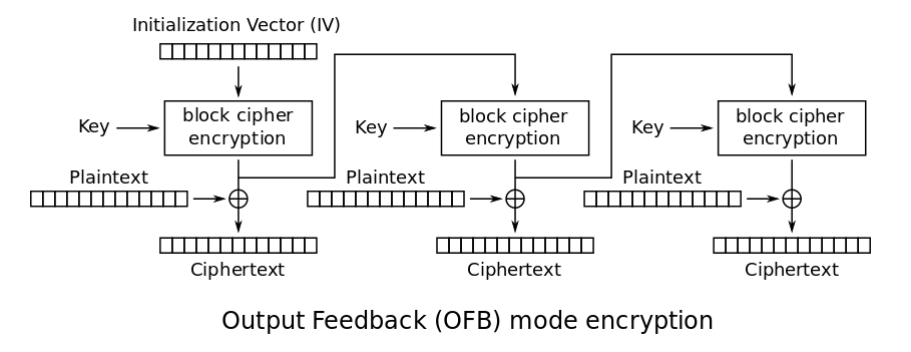 Initialization Vector (IV)
block cipher
encryption
block cipher
encryption
block cipher
encryption
Key
Key
Key
Plaintext
Plaintext
Plaintext
Ciphertext
Ciphertext
Ciphertext
Output Feedback (OFB) mode encryption